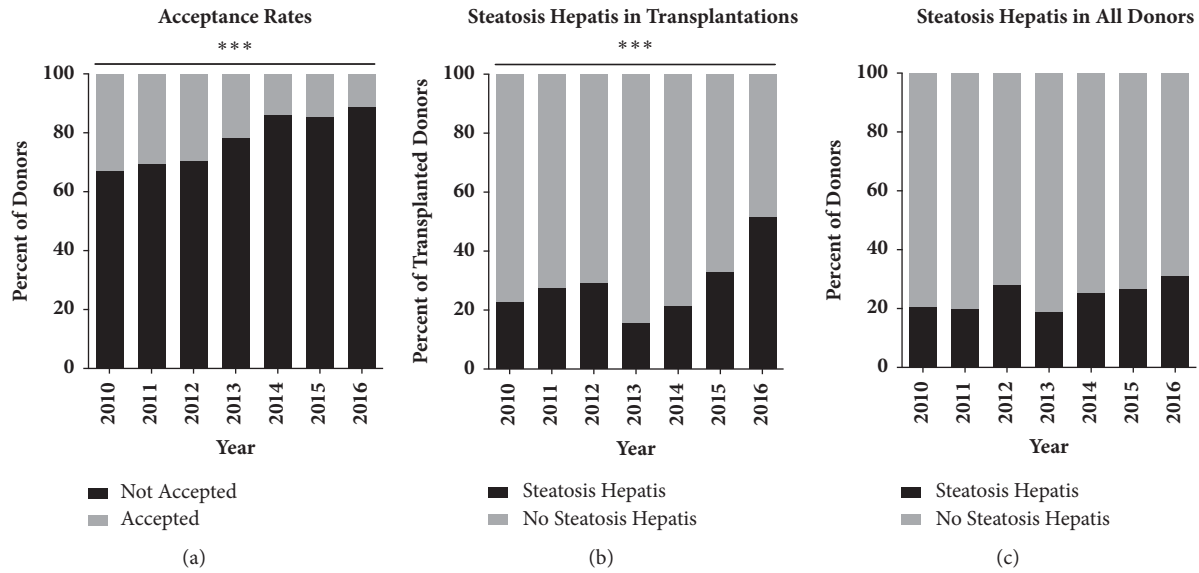 Acceptance Rates
***
Percent of Donors
100
80
60
40
20
0
2010
2011
2012
2013
2014
2015
2016
Year
Not Accepted
Accepted
(a)
Steatosis Hepatis in Transplantations
***
Percent of Transplanted Donors
100
80
60
40
20
0
2010
2011
2012
2013
2014
2015
2016
Year
Steatosis Hepatis
No Steatosis Hepatis
(b)
Steatosis Hepatis in All Donors
Percent of Donors
100
80
60
40
20
0
2010
2011
2012
2013
2014
2015
2016
Year
Steatosis Hepatis
No Steatosis Hepatis
(c)